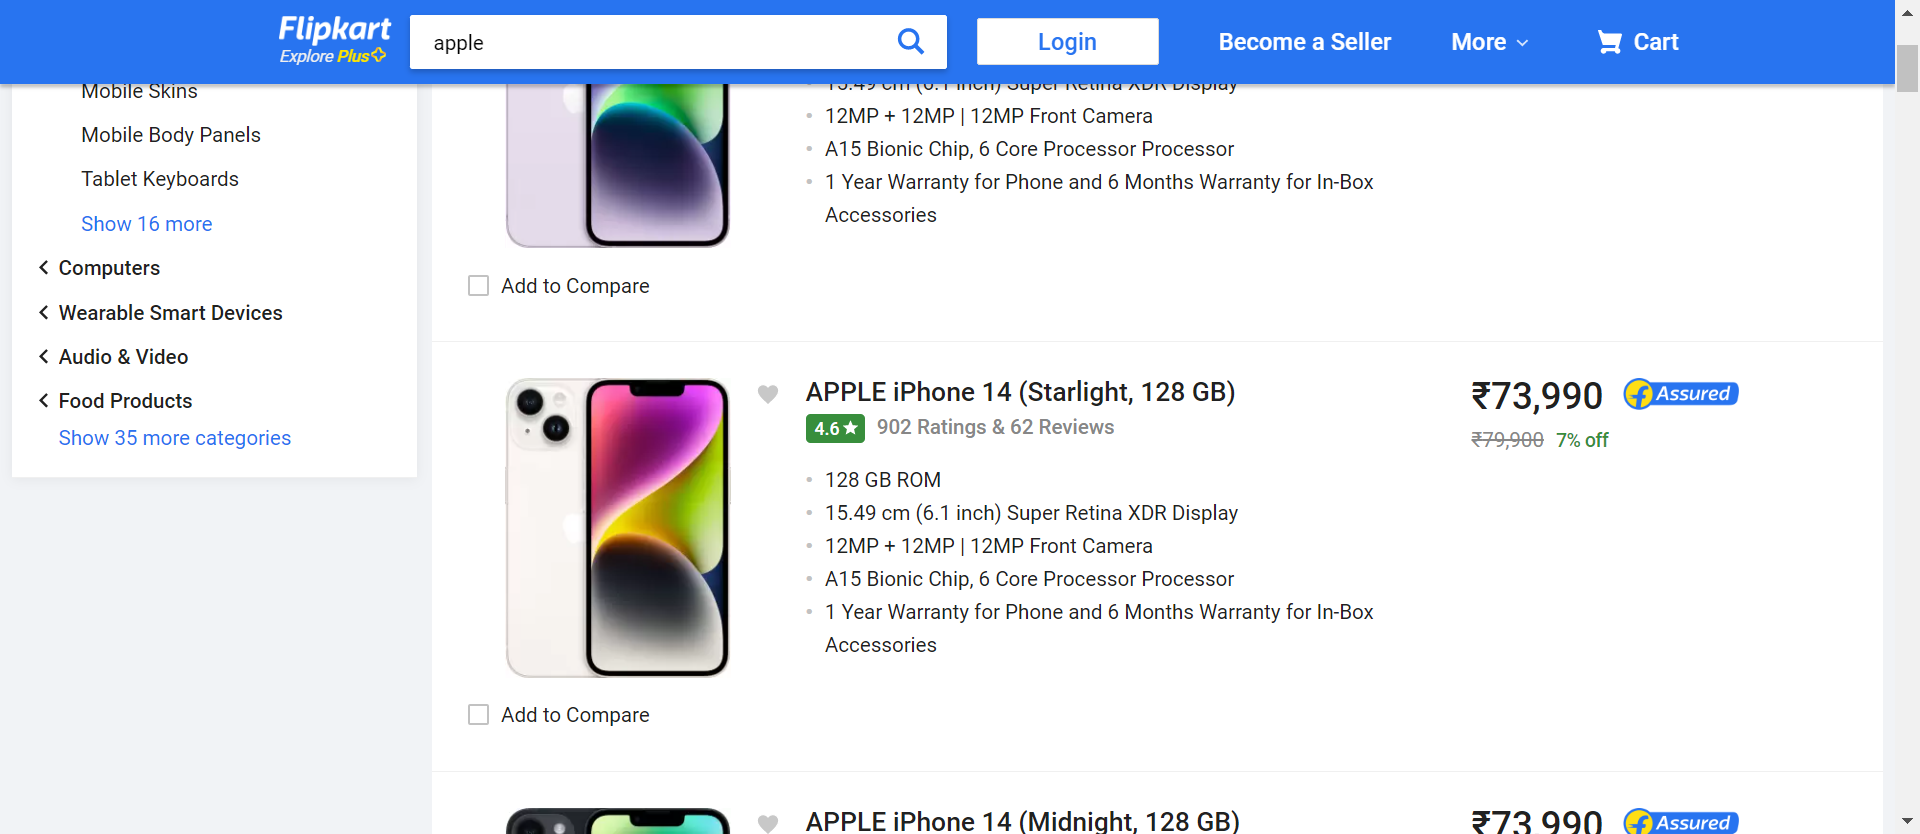 Flipkart
Explore Plus
apple
Login
Become a Seller
More
Cart
Mobile Skins
Mobile Body Panels
Tablet Keyboards
Show 16 more
Computers
Wearable Smart Devices
Audio & Video
Food Products
Show 35 more categories
15.49 cm (6.1 inch) Super Retina XDR Display
12MP + 12MP | 12MP Front Camera
A15 Bionic Chip, 6 Core Processor Processor
1 Year Warranty for Phone and 6 Months Warranty for In-Box
Accessories
Add to Compare
APPLE iPhone 14 (Starlight, 128 GB)
4.6★ 902 Ratings & 62 Reviews
128 GB ROM
15.49 cm (6.1 inch) Super Retina XDR Display
12MP + 12MP | 12MP Front Camera
A15 Bionic Chip, 6 Core Processor Processor
1 Year Warranty for Phone and 6 Months Warranty for In-Box
Accessories
₹73,990 Assured
₹79,900 7% off
Add to Compare
APPLE iPhone 14 (Midnight, 128 GB)
₹73,990 Assured